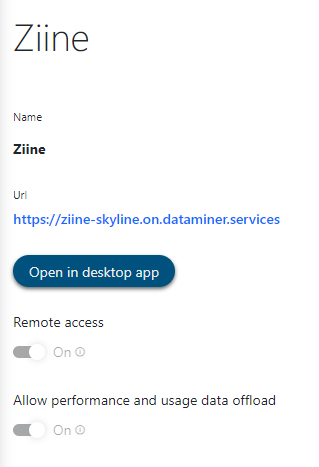 Ziine
Name
Ziine
Url
https://ziine-skyline.on.dataminer.services
Open in desktop app
Remote access
On
Allow performance and usage data offload
On